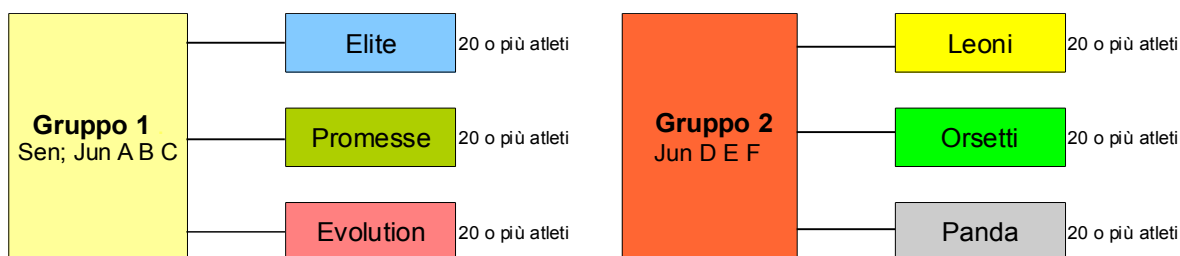 Gruppo 1
Sen; Jun A B C
Elite
20 o più atleti
Promesse
20 o più atleti
Evolution
20 o più atleti
Gruppo 2
Jun D E F
Leoni
20 o più atleti
Orsetti
20 o più atleti
Panda
20 o più atleti